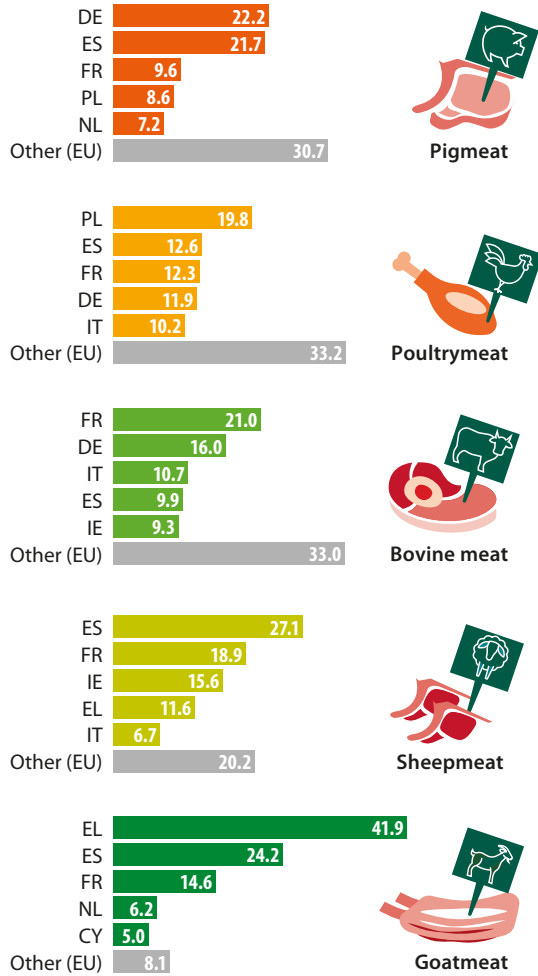 DE 22.2
ES 21.7
FR 9.6
PL 8.6
NL 7.2
Other (EU) 30.7
Pigmeat
PL 19.8
ES 12.6
FR 12.3
DE 11.9
IT 10.2
Other (EU) 33.2
Poultrymeat
FR 21.0
DE 16.0
IT 10.7
ES 9.9
IE 9.3
Other (EU) 33.0
Bovine meat
ES 27.1
FR 18.9
IE 15.6
EL 11.6
IT 6.7
Other (EU) 20.2
Sheepmeat
EL 41.9
ES 24.2
FR 14.6
NL 6.2
CY 5.0
Other (EU) 8.1
Goatmeat